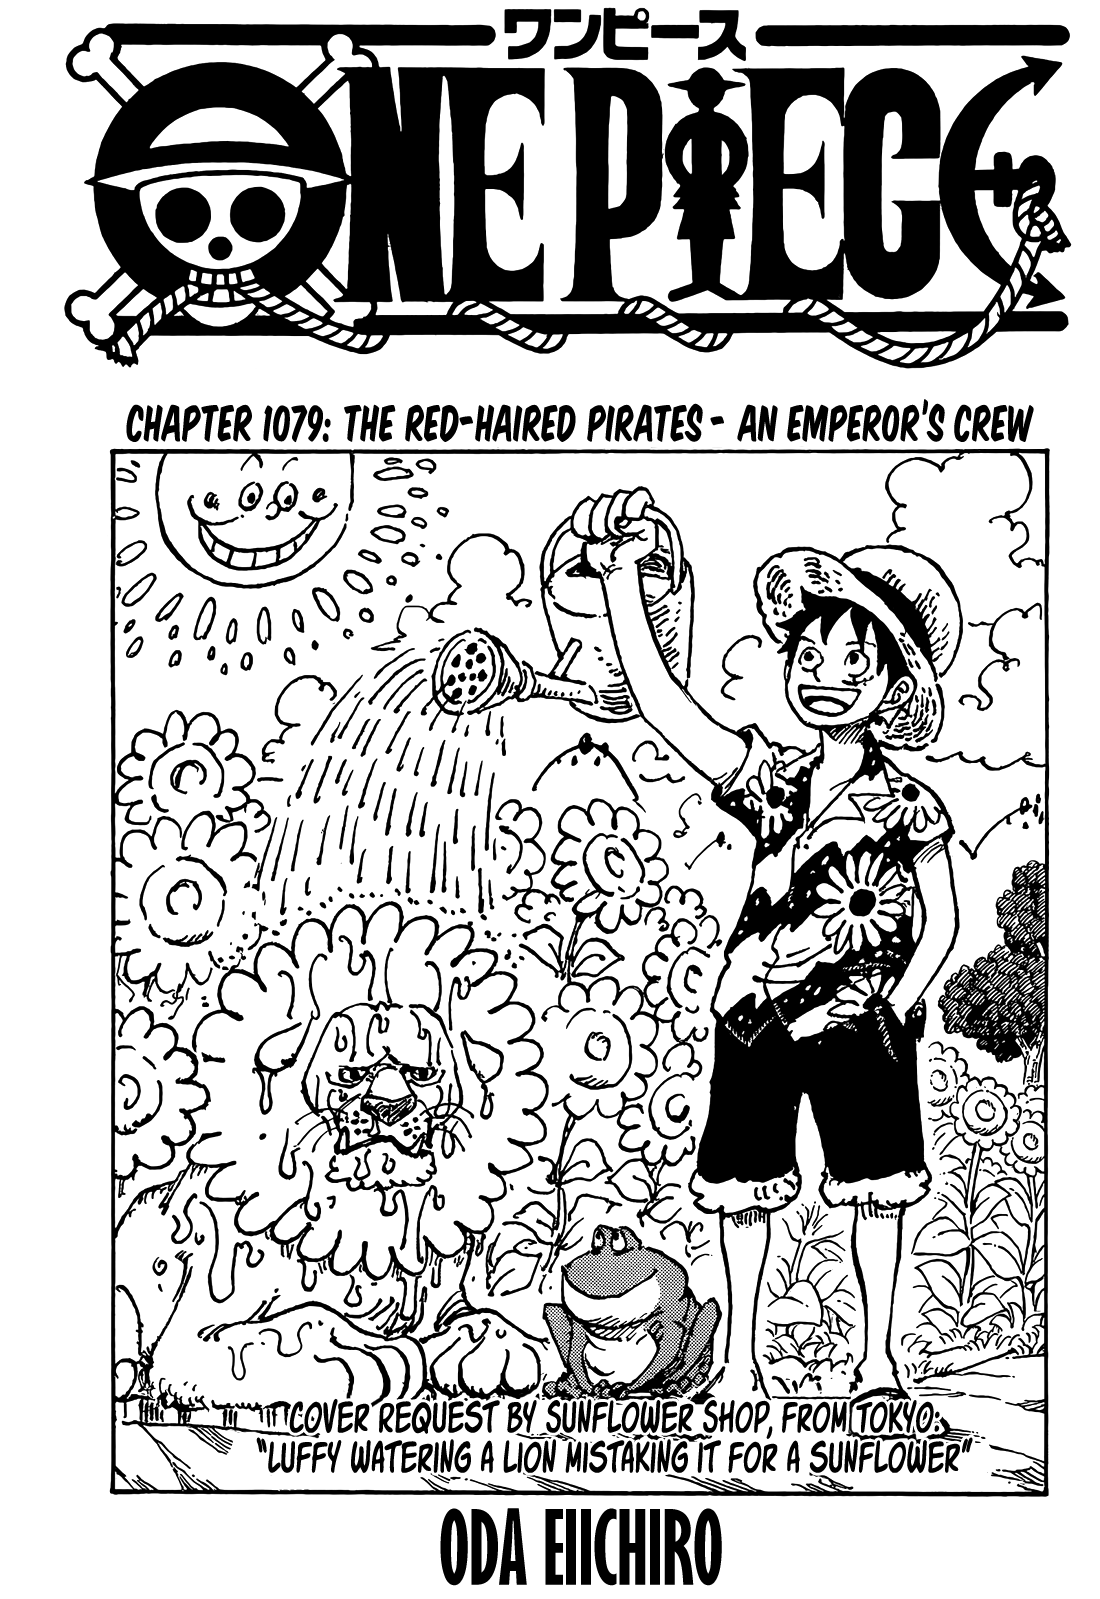 ワンピース
ONE PIECE
CHAPTER 1079: THE RED-HAIRED PIRATES - AN EMPEROR'S CREW
COVER REQUEST BY SUNFLOWER SHOP, FROM TOKYO:
"LUFFY WATERING A LION MISTAKING IT FOR A SUNFLOWER"
ODA EIICHIRO